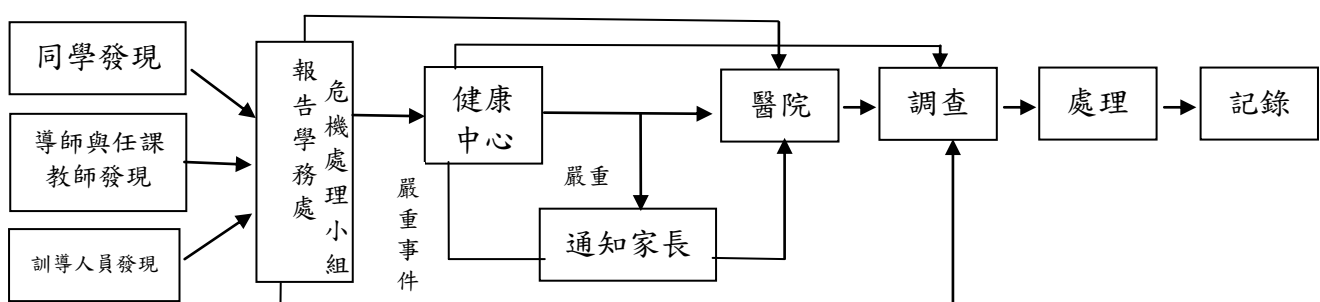 同學發現
導師與任課
教師發現
訓導人員發現
報告學務處
危機處理小組
嚴重事件
健康
中心
嚴重
通知家長
醫院
調查
處理
記錄